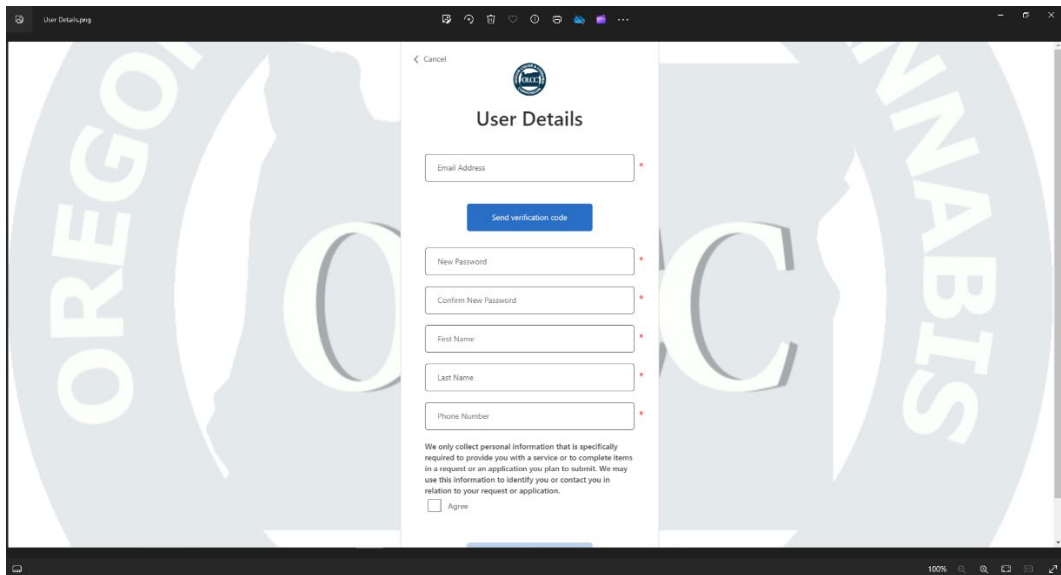 User Details.png
Cancel
OLCC
User Details
Email Address *
Send verification code
New Password *
Confirm New Password *
First Name *
Last Name *
Phone Number *
We only collect personal information that is specifically
required to provide you with a service or to complete items
in a request or an application you plan to submit. We may
use this information to identify you or contact you in
relation to your request or application.
Agree
OREGO
O
C
NNABIS
100%